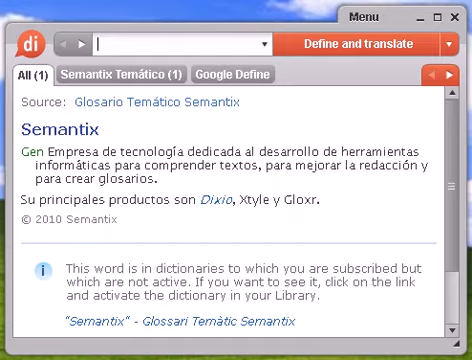 Menu
di
Define and translate
All (1)
Semantix Temático (1)
Google Define
Source: Glosario Temático Semantix
Semantix
Gen Empresa de tecnología dedicada al desarrollo de herramientas
informáticas para comprender textos, para mejorar la redacción y
para crear glosarios.
Su principales productos son Dixio, Xtyle y Gloxr.
© 2010 Semantix
i
This word is in dictionaries to which you are subscribed but
which are not active. If you want to see it, click on the link
and activate the dictionary in your Library.
"Semantix" - Glossari Temàtic Semantix